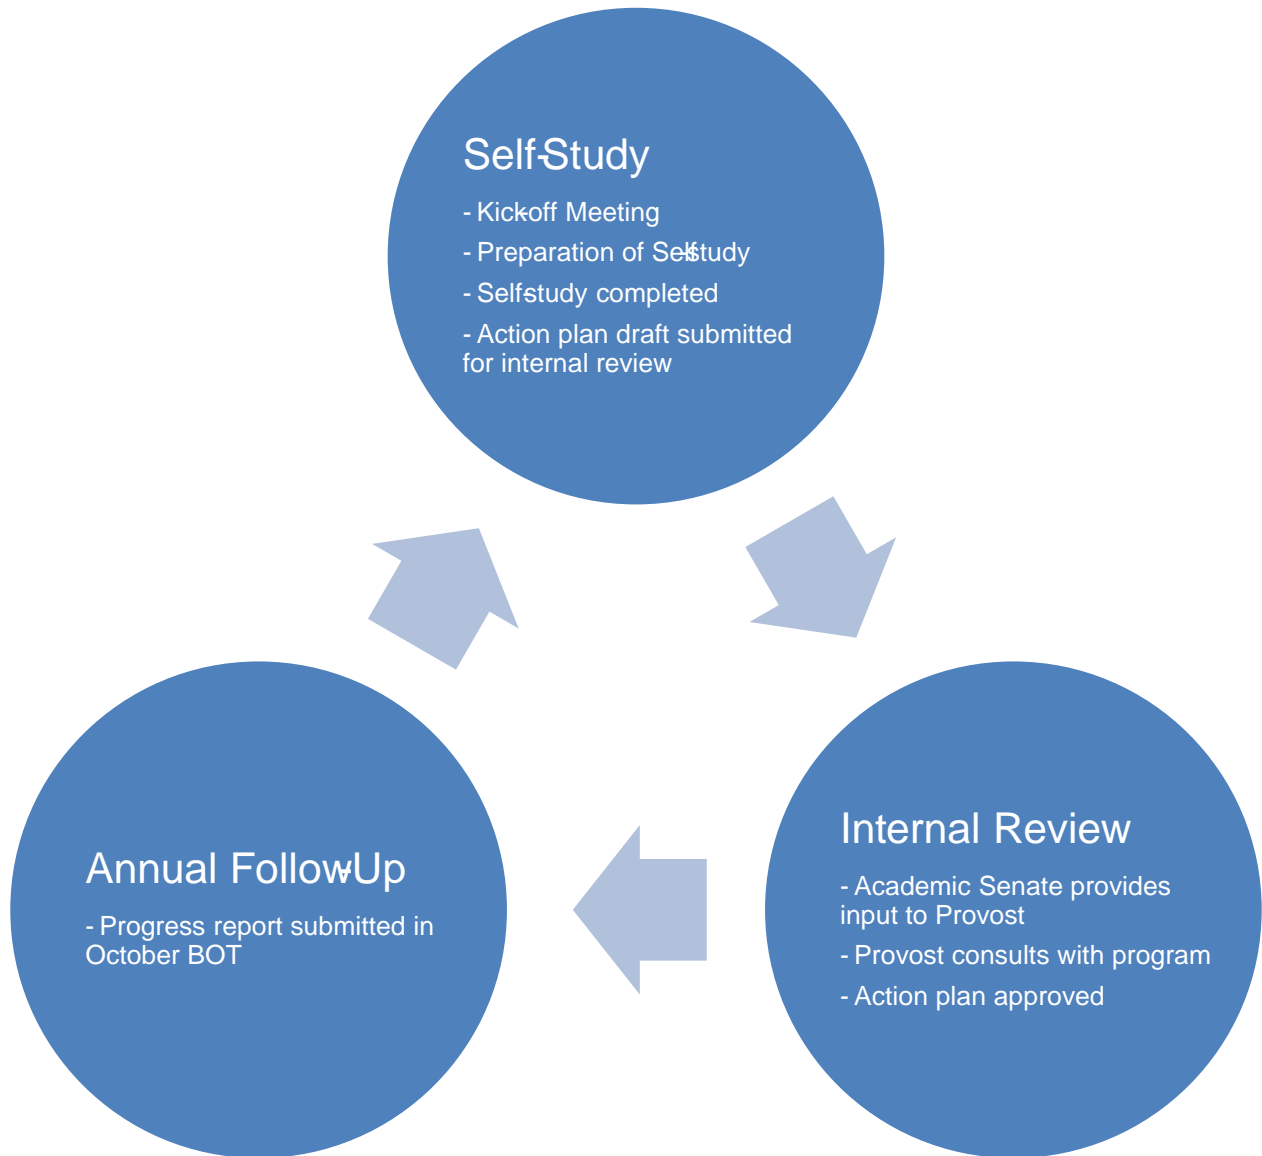 Self-Study
- Kick-off Meeting
- Preparation of Self-study
- Self-study completed
- Action plan draft submitted
for internal review
Internal Review
- Academic Senate provides
input to Provost
- Provost consults with program
- Action plan approved
Annual Follow-Up
- Progress report submitted in
October BOT